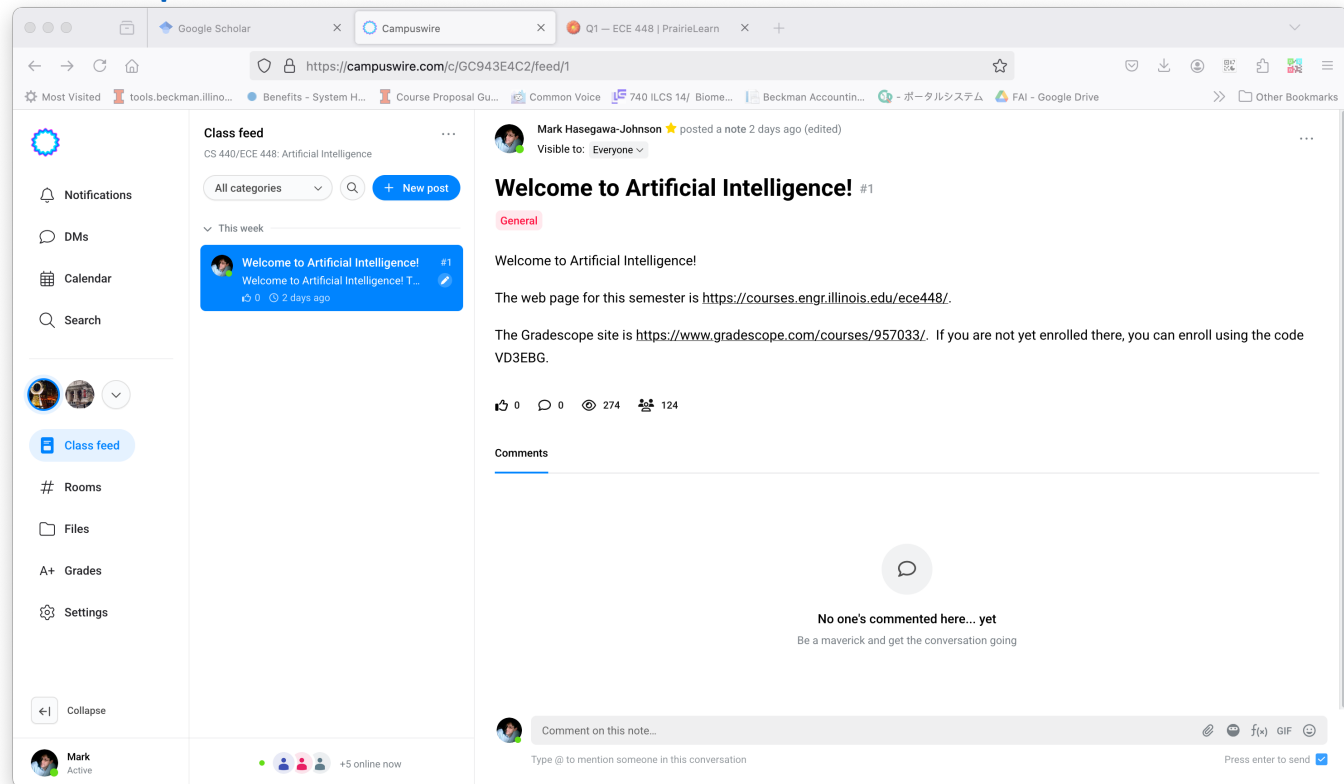 Google Scholar
Campuswire
Q1 — ECE 448 | PrairieLearn
https://campuswire.com/c/GC943E4C2/feed/1
Most Visited
tools.beckman.illino...
Benefits - System H...
Course Proposal Gu...
Common Voice
740 ILCS 14/ Biome...
Beckman Accountin...
- ポータルシステム
FAI - Google Drive
Other Bookmarks
Notifications
DMs
Calendar
Search
Class feed
Rooms
Files
A+ Grades
Settings
Collapse
Mark
Active
Class feed
CS 440/ECE 448: Artificial Intelligence
All categories
+ New post
This week
Welcome to Artificial Intelligence! #1
Welcome to Artificial Intelligence! T...
0 2 days ago
+5 online now
Mark Hasegawa-Johnson posted a note 2 days ago (edited)
Visible to: Everyone
Welcome to Artificial Intelligence! #1
General
Welcome to Artificial Intelligence!
The web page for this semester is https://courses.engr.illinois.edu/ece448/.
The Gradescope site is https://www.gradescope.com/courses/957033/. If you are not yet enrolled there, you can enroll using the code
VD3EBG.
0 0 274 124
Comments
No one's commented here... yet
Be a maverick and get the conversation going
Comment on this note...
f(x) GIF
Type @ to mention someone in this conversation
Press enter to send